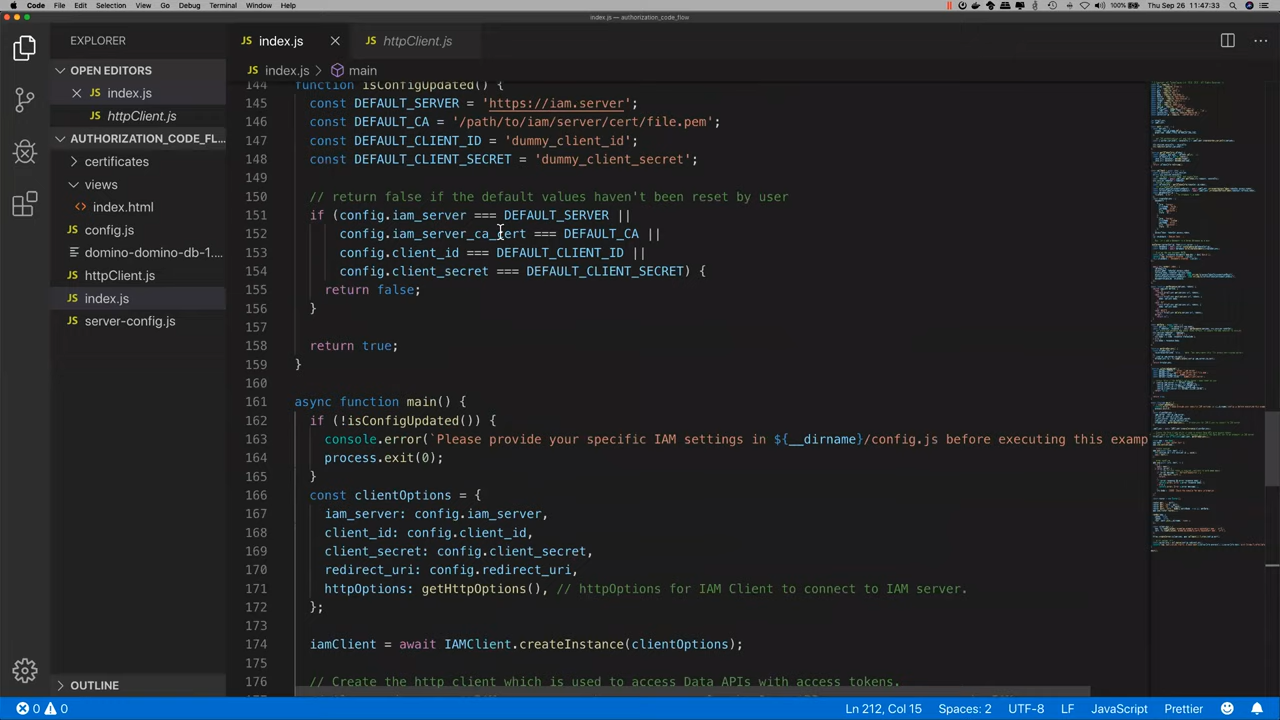 Code File Edit Selection View Go Debug Terminal Window Help
100% Thu Sep 26 11:47:33
index.js — authorization_code_flow
EXPLORER
OPEN EDITORS
index.js
httpClient.js
AUTHORIZATION_CODE_FL...
certificates
views
index.html
config.js
domino-domino-db-1....
httpClient.js
index.js
server-config.js
OUTLINE
index.js
httpClient.js
index.js > main
144 function isConfigUpdated() {
145 const DEFAULT_SERVER = 'https://iam.server';
146 const DEFAULT_CA = '/path/to/iam/server/cert/file.pem';
147 const DEFAULT_CLIENT_ID = 'dummy_client_id';
148 const DEFAULT_CLIENT_SECRET = 'dummy_client_secret';
149
150 // return false if default values haven't been reset by user
151 if (config.iam_server === DEFAULT_SERVER ||
152 config.iam_server_ca_cert === DEFAULT_CA ||
153 config.client_id === DEFAULT_CLIENT_ID ||
154 config.client_secret === DEFAULT_CLIENT_SECRET) {
155 return false;
156 }
157
158 return true;
159 }
160
161 async function main() {
162 if (!isConfigUpdated()) {
163 console.error(`Please provide your specific IAM settings in ${__dirname}/config.js before executing this examp
164 process.exit(0);
165 }
166 const clientOptions = {
167 iam_server: config.iam_server,
168 client_id: config.client_id,
169 client_secret: config.client_secret,
170 redirect_uri: config.redirect_uri,
171 httpOptions: getHttpOptions(), // httpOptions for IAM Client to connect to IAM server.
172 };
173
174 iamClient = await IAMClient.createInstance(clientOptions);
175
176 // Create the http client which is used to access Data APIs with access tokens.
0 0
Ln 212, Col 15 Spaces: 2 UTF-8 LF JavaScript Prettier